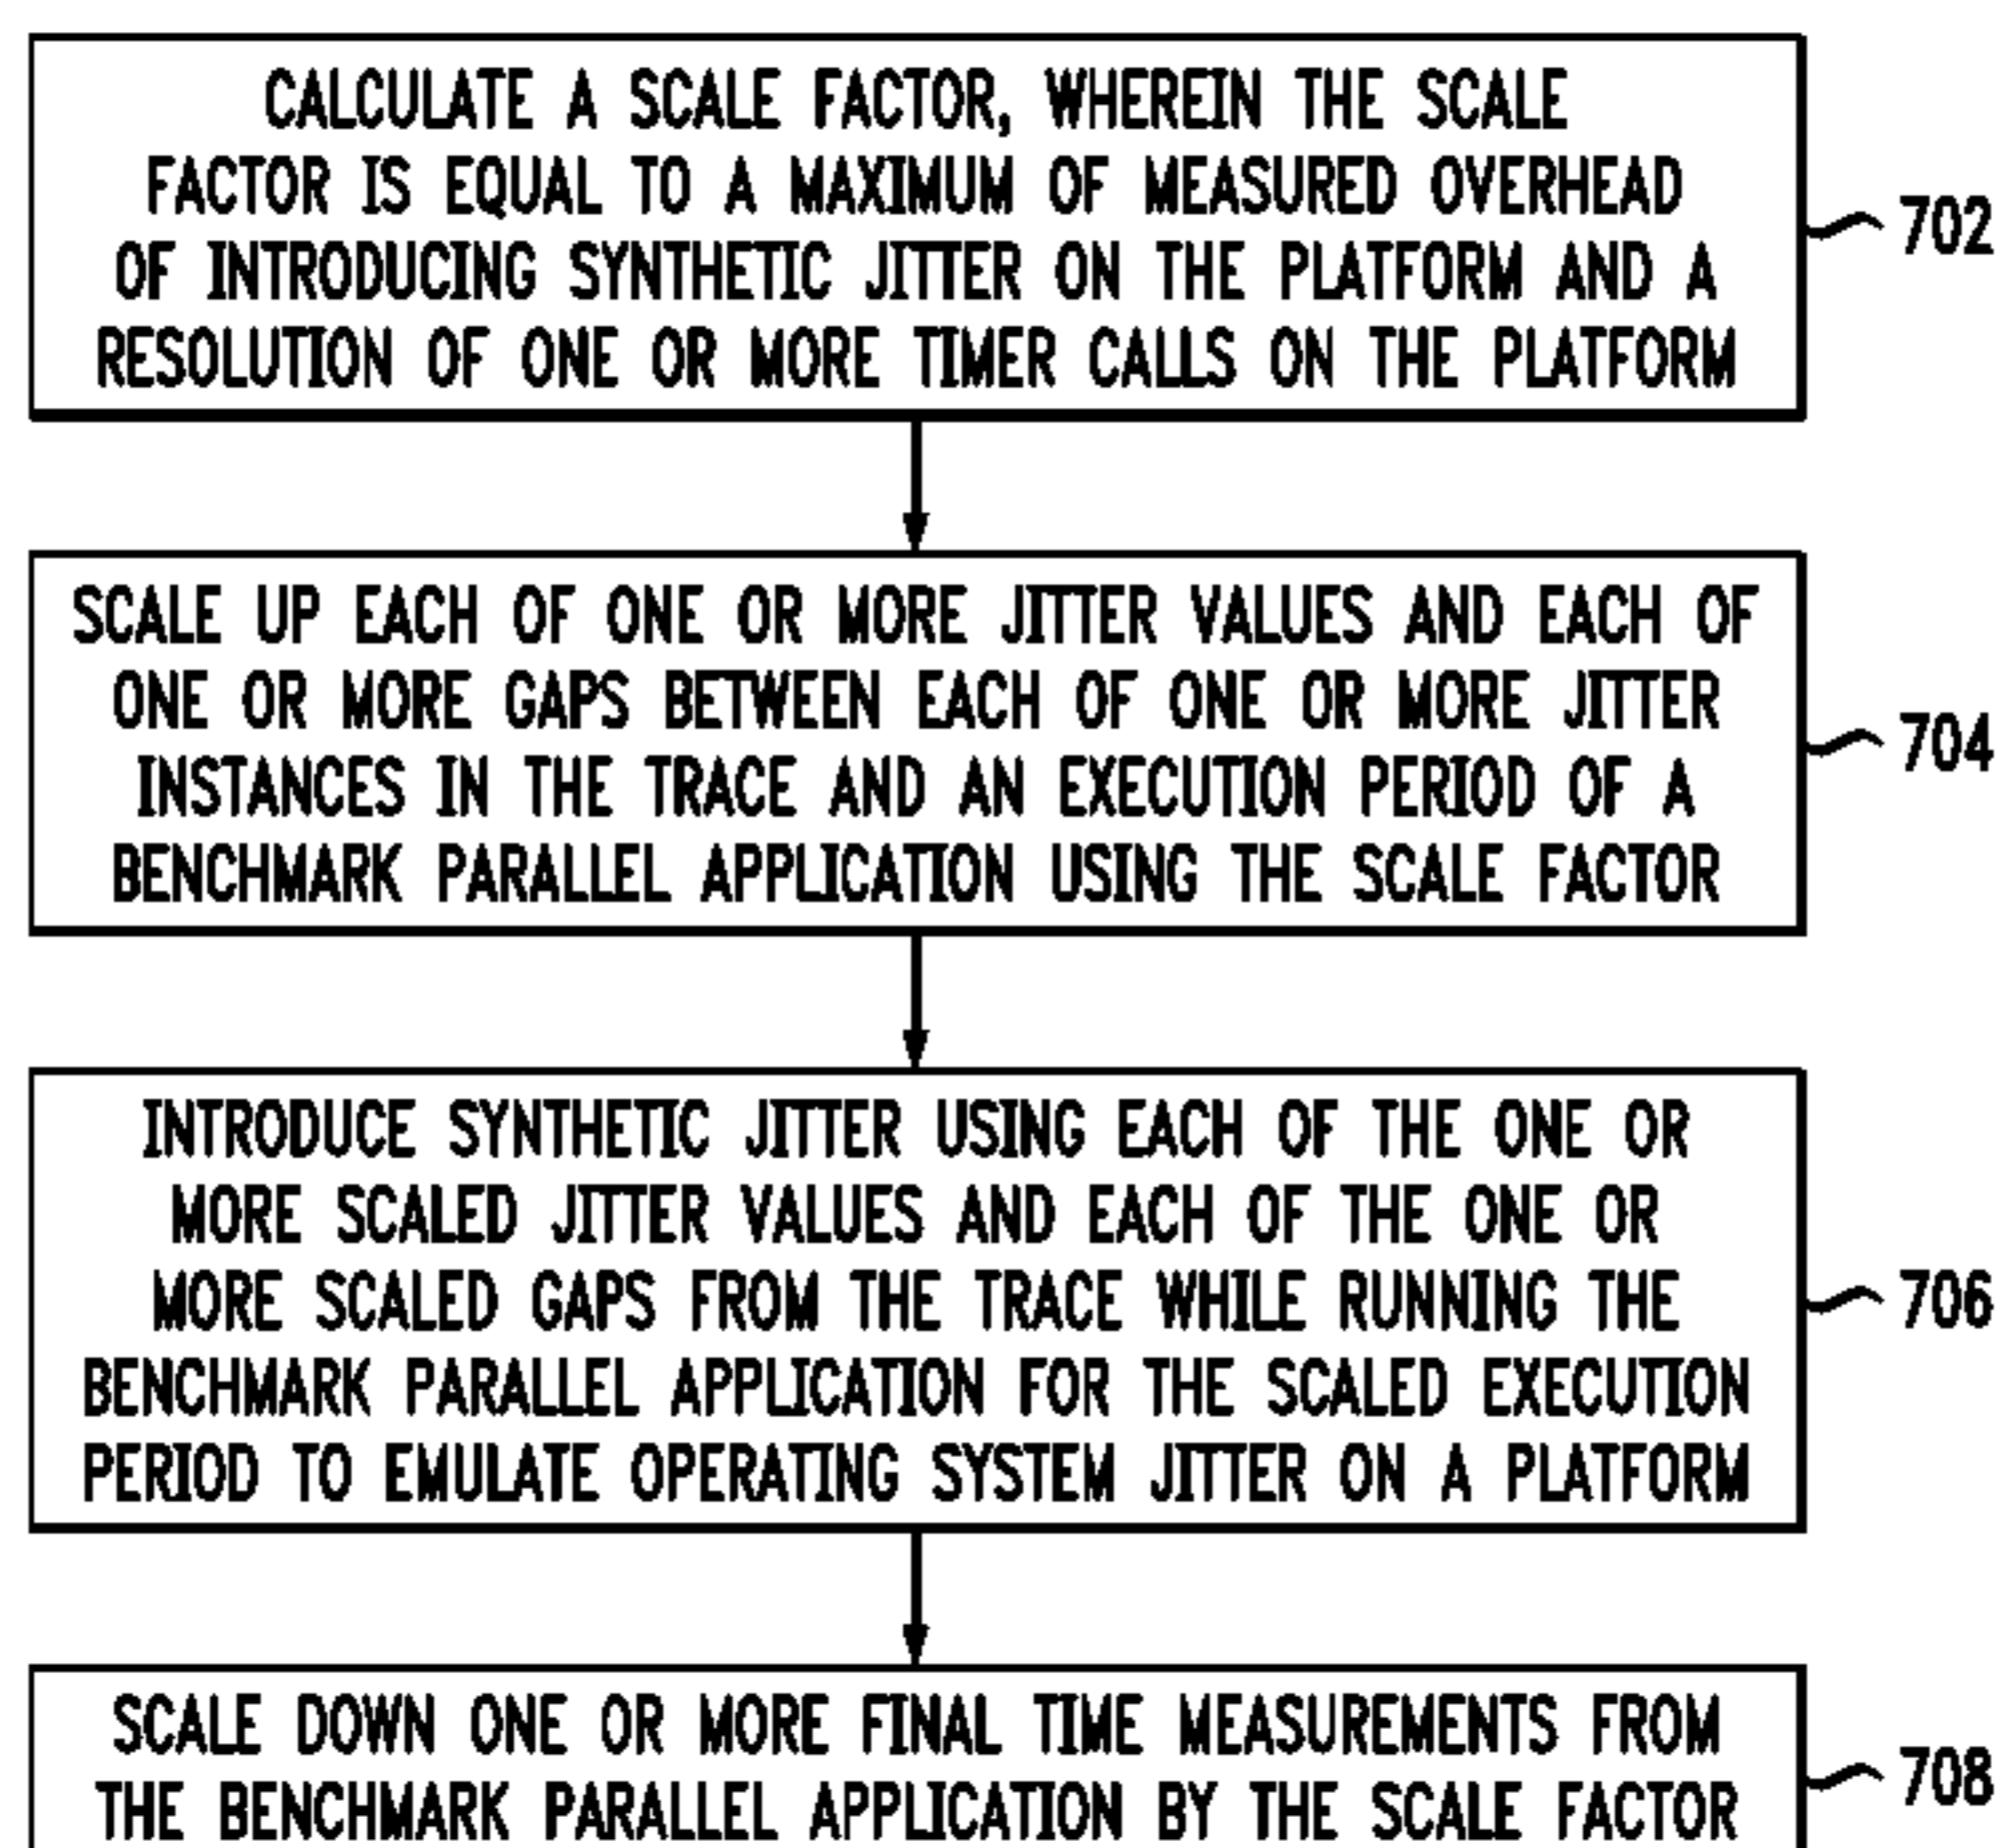 CALCULATE A SCALE FACTOR, WHEREIN THE SCALE
FACTOR IS EQUAL TO A MAXIMUM OF MEASURED OVERHEAD
OF INTRODUCING SYNTHETIC JITTER ON THE PLATFORM AND A
RESOLUTION OF ONE OR MORE TIMER CALLS ON THE PLATFORM
702
SCALE UP EACH OF ONE OR MORE JITTER VALUES AND EACH OF
ONE OR MORE GAPS BETWEEN EACH OF ONE OR MORE JITTER
INSTANCES IN THE TRACE AND AN EXECUTION PERIOD OF A
BENCHMARK PARALLEL APPLICATION USING THE SCALE FACTOR
704
INTRODUCE SYNTHETIC JITTER USING EACH OF THE ONE OR
MORE SCALED JITTER VALUES AND EACH OF THE ONE OR
MORE SCALED GAPS FROM THE TRACE WHILE RUNNING THE
BENCHMARK PARALLEL APPLICATION FOR THE SCALED EXECUTION
PERIOD TO EMULATE OPERATING SYSTEM JITTER ON A PLATFORM
706
SCALE DOWN ONE OR MORE FINAL TIME MEASUREMENTS FROM
THE BENCHMARK PARALLEL APPLICATION BY THE SCALE FACTOR
708